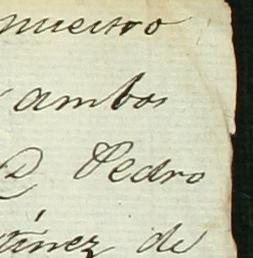 nuestro
ambos
D Pedro
tínez de